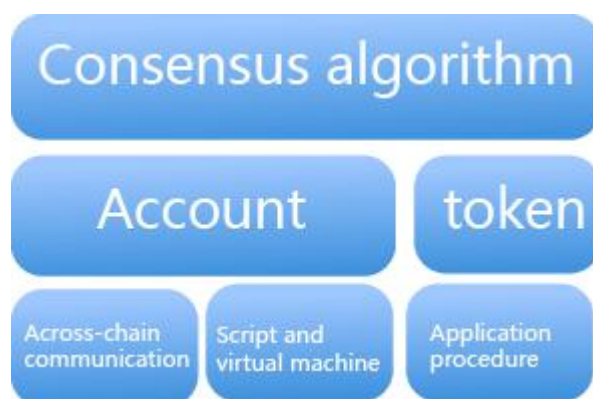 Consensus algorithm
Account
token
Across-chain
communication
Script and
virtual machine
Application
procedure